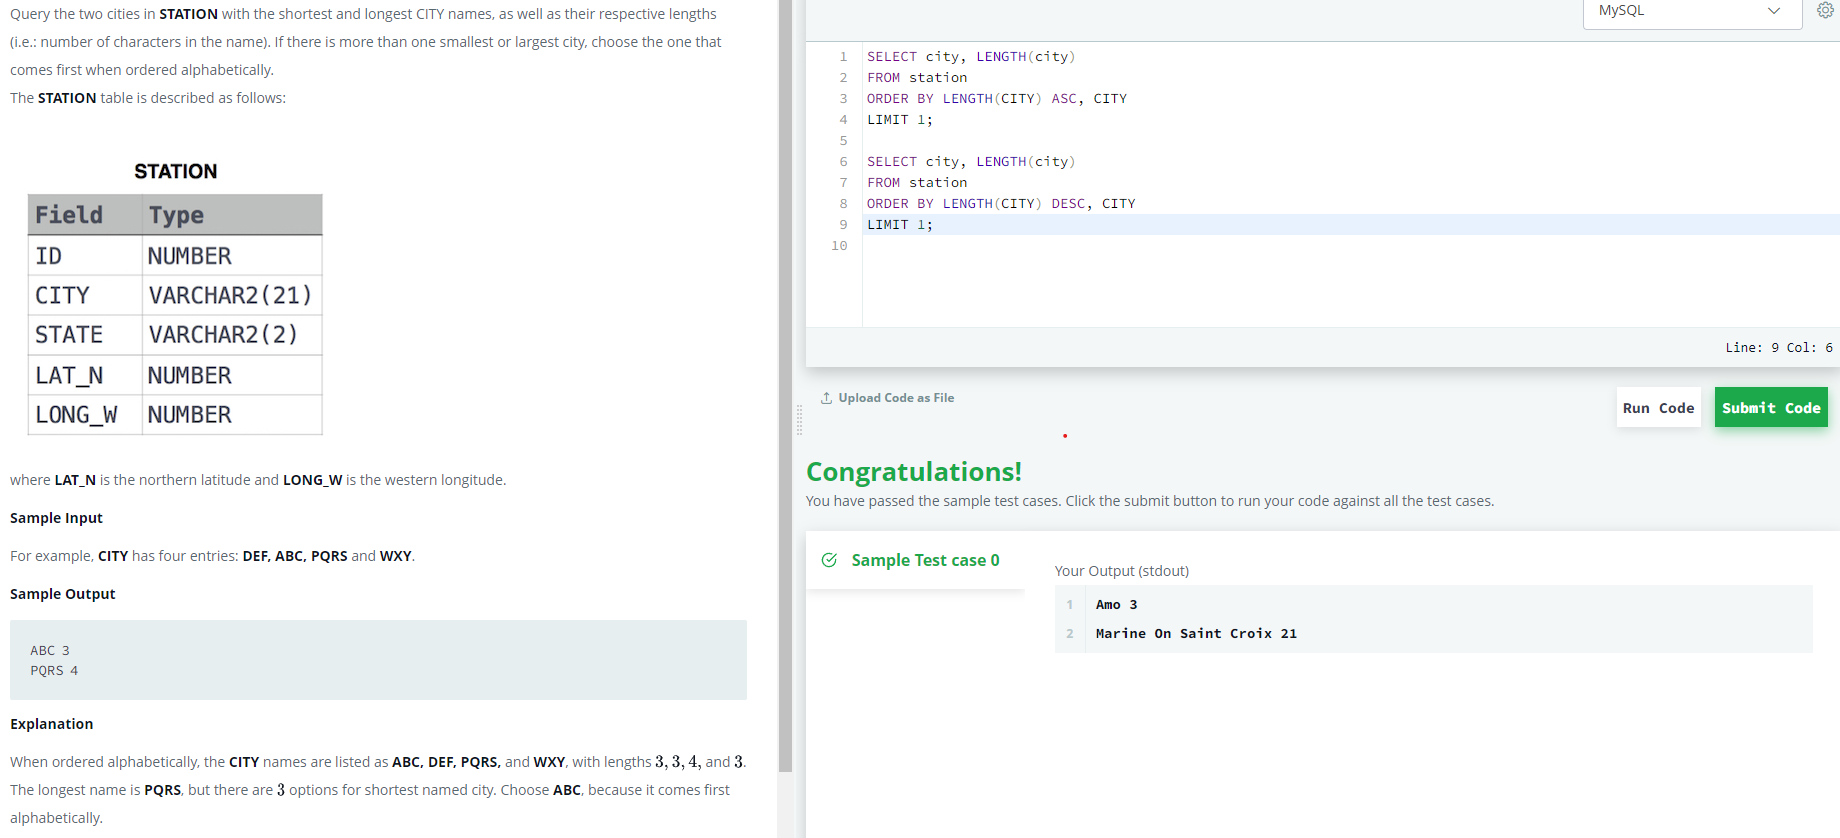 Query the two cities in STATION with the shortest and longest CITY names, as well as their respective lengths
(i.e.: number of characters in the name). If there is more than one smallest or largest city, choose the one that
comes first when ordered alphabetically.
The STATION table is described as follows:
STATION
Field Type
ID NUMBER
CITY VARCHAR2(21)
STATE VARCHAR2(2)
LAT_N NUMBER
LONG_W NUMBER
where LAT_N is the northern latitude and LONG_W is the western longitude.
Sample Input
For example, CITY has four entries: DEF, ABC, PQRS and WXY.
Sample Output
ABC 3
PQRS 4
Explanation
When ordered alphabetically, the CITY names are listed as ABC, DEF, PQRS, and WXY, with lengths 3, 3, 4, and 3.
The longest name is PQRS, but there are 3 options for shortest named city. Choose ABC, because it comes first
alphabetically.
MySQL
1 SELECT city, LENGTH(city)
2 FROM station
3 ORDER BY LENGTH(CITY) ASC, CITY
4 LIMIT 1;
5
6 SELECT city, LENGTH(city)
7 FROM station
8 ORDER BY LENGTH(CITY) DESC, CITY
9 LIMIT 1;
10
Line: 9 Col: 6
Upload Code as File
Run Code
Submit Code
Congratulations!
You have passed the sample test cases. Click the submit button to run your code against all the test cases.
Sample Test case 0
Your Output (stdout)
1 Amo 3
2 Marine On Saint Croix 21